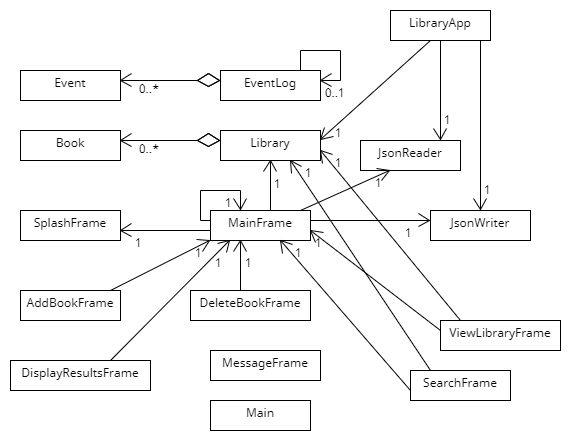 LibraryApp
Event
0..*
EventLog
0..1
Book
0..*
Library
1
1
JsonReader
1
1
1
1
1
SplashFrame
1
MainFrame
1
1
1
JsonWriter
1
1
1
1
1
AddBookFrame
DeleteBookFrame
ViewLibraryFrame
DisplayResultsFrame
MessageFrame
SearchFrame
Main